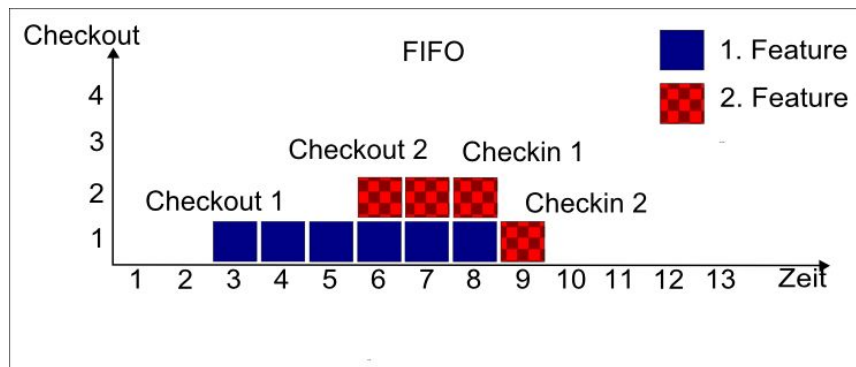 Checkout
FIFO
1. Feature
2. Feature
4
3
2
1
Checkout 2
Checkin 1
Checkout 1
Checkin 2
1 2 3 4 5 6 7 8 9 10 11 12 13 Zeit